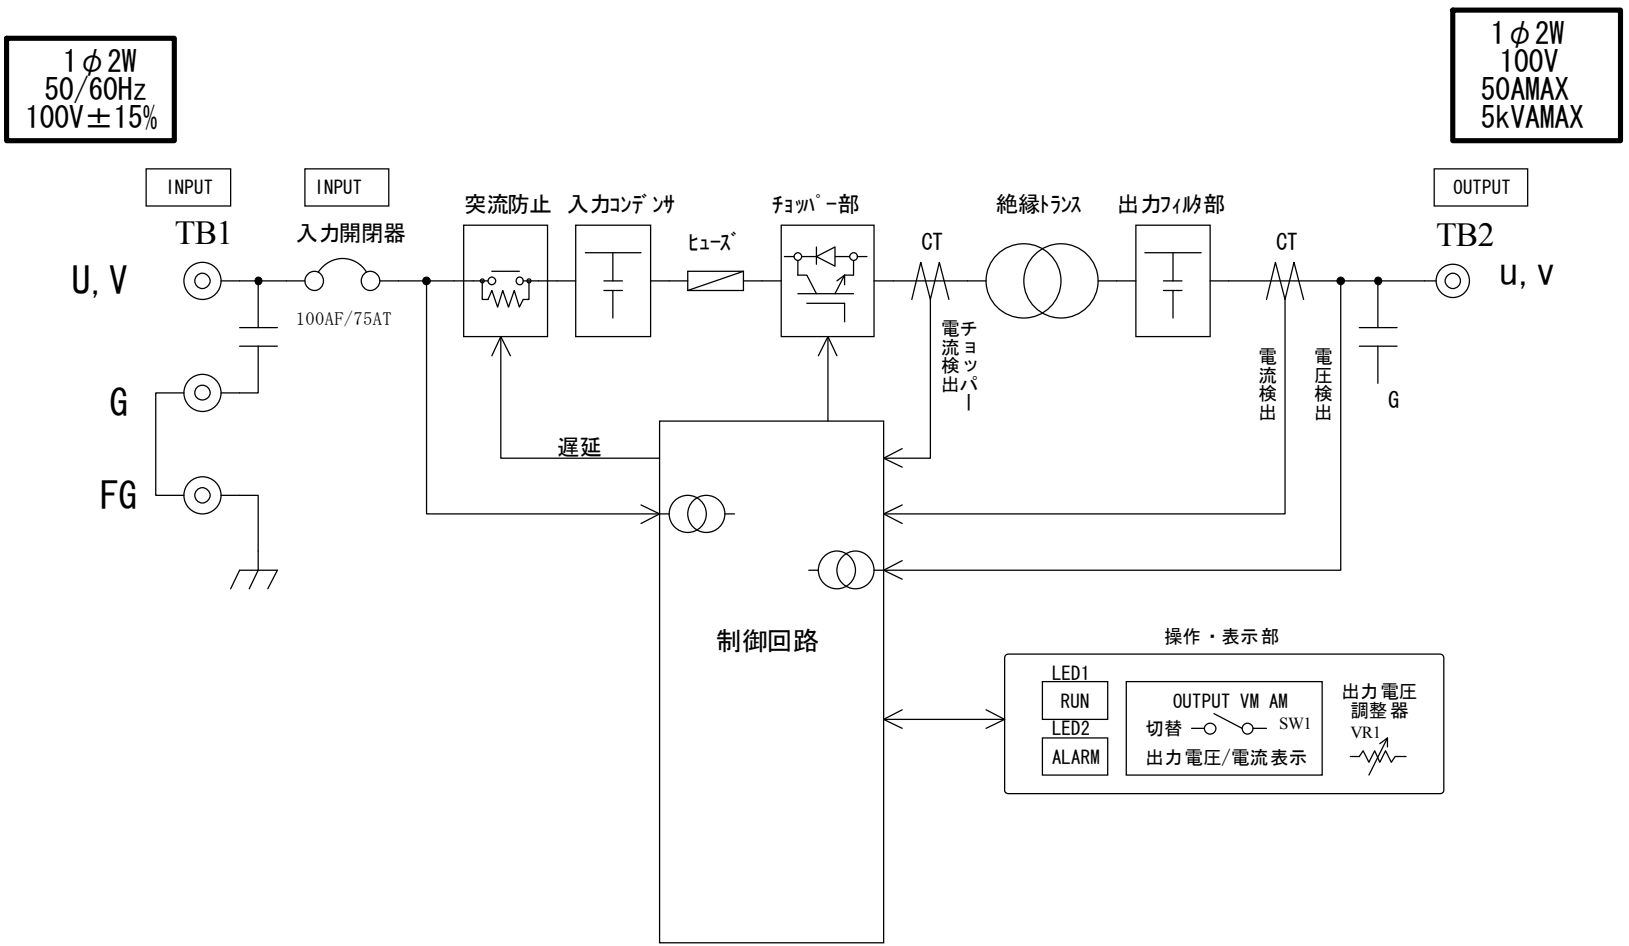 1φ2W
50/60Hz
100V±15%
1φ2W
100V
50AMAX
5kVAMAX
INPUT
INPUT
OUTPUT
TB1
入力開閉器
突流防止
入力コンデンサ
ヒューズ
チョッパー部
CT
絶縁トランス
出力フィルタ部
CT
TB2
U, V
u, v
100AF/75AT
チョッパー
電流検出
電流検出
電圧検出
G
G
遅延
FG
制御回路
操作・表示部
LED1
RUN
LED2
ALARM
OUTPUT VM AM
切替
SW1
出力電圧/電流表示
出力電圧
調整器
VR1